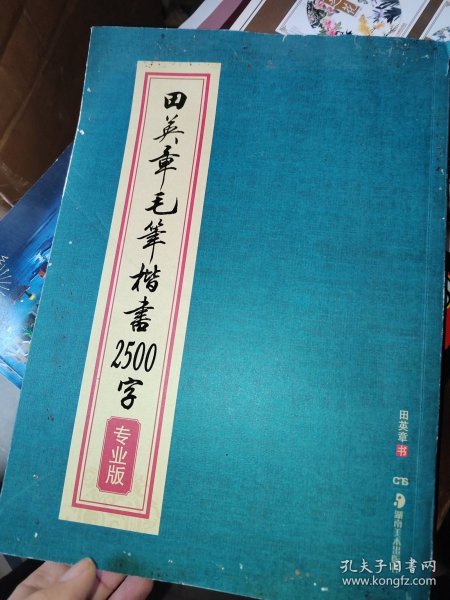 田英章毛筆楷書2500字
专业版
田英章
书
CTS
湖南美术出版
孔夫子旧书网
www.kongfz.com